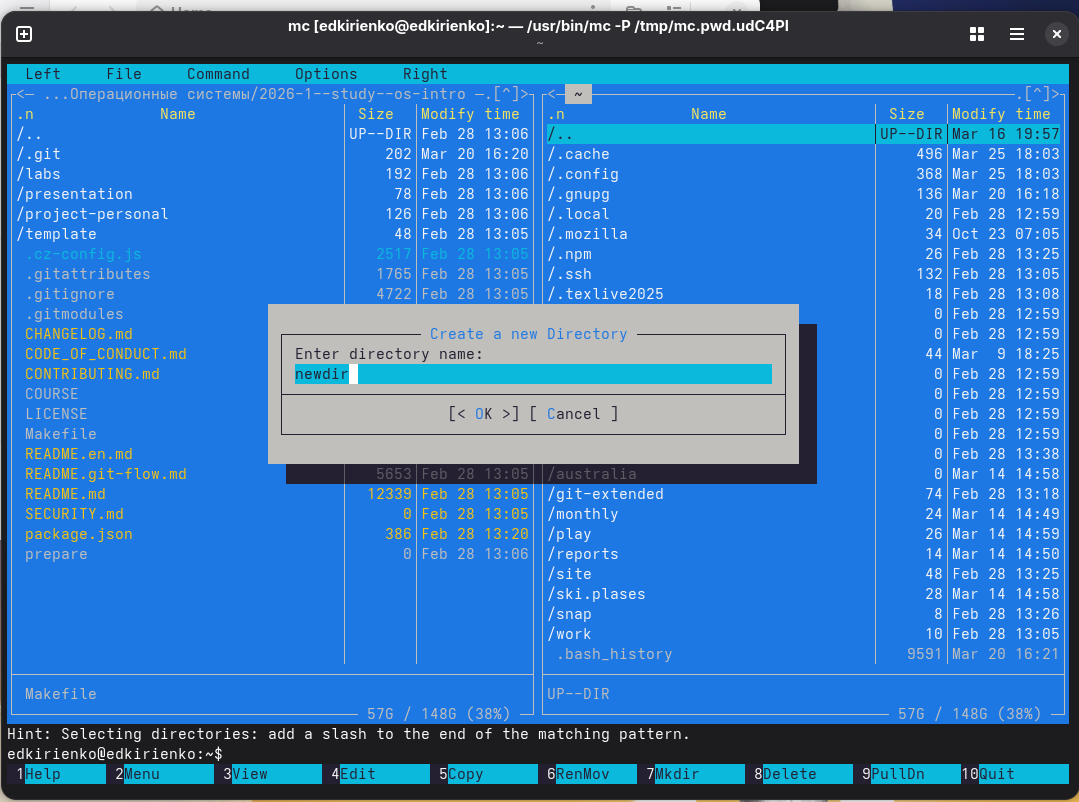 Home
mc [edkirienko@edkirienko]:~ — /usr/bin/mc -P /tmp/mc.pwd.udC4PI
~
Left File Command Options Right
<— ...Операционные системы/2026-1--study--os-intro —.[^]> <— ~ .[^]>
.n Name Size Modify time .n Name Size Modify time
/.. UP--DIR Feb 28 13:06 /.. UP--DIR Mar 16 19:57
/.git 202 Mar 20 16:20 /.cache 496 Mar 25 18:03
/labs 192 Feb 28 13:06 /.config 368 Mar 25 18:03
/presentation 78 Feb 28 13:06 /.gnupg 136 Mar 20 16:18
/project-personal 126 Feb 28 13:06 /.local 20 Feb 28 12:59
/template 48 Feb 28 13:05 /.mozilla 34 Oct 23 07:05
.cz-config.js 2517 Feb 28 13:05 /.npm 26 Feb 28 13:25
.gitattributes 1765 Feb 28 13:05 /.ssh 132 Feb 28 13:05
.gitignore 4722 Feb 28 13:05 /.texlive2025 18 Feb 28 13:08
.gitmodules 0 Feb 28 12:59
CHANGELOG.md 0 Feb 28 12:59
CODE_OF_CONDUCT.md 44 Mar 9 18:25
CONTRIBUTING.md 0 Feb 28 12:59
COURSE 0 Feb 28 12:59
LICENSE 0 Feb 28 12:59
Makefile 0 Feb 28 12:59
README.en.md 0 Feb 28 13:38
Create a new Directory
Enter directory name:
newdir
[< OK >] [ Cancel ]
README.git-flow.md 5653 Feb 28 13:05 /australia 0 Mar 14 14:58
README.md 12339 Feb 28 13:05 /git-extended 74 Feb 28 13:18
SECURITY.md 0 Feb 28 13:05 /monthly 24 Mar 14 14:49
package.json 386 Feb 28 13:20 /play 26 Mar 14 14:59
prepare 0 Feb 28 13:06 /reports 14 Mar 14 14:50
/site 48 Feb 28 13:25
/ski.plases 28 Mar 14 14:58
/snap 8 Feb 28 13:26
/work 10 Feb 28 13:05
.bash_history 9591 Mar 20 16:21
Makefile UP--DIR
57G / 148G (38%) 57G / 148G (38%)
Hint: Selecting directories: add a slash to the end of the matching pattern.
edkirienko@edkirienko:~$
1Help 2Menu 3View 4Edit 5Copy 6RenMov 7Mkdir 8Delete 9PullDn 10Quit